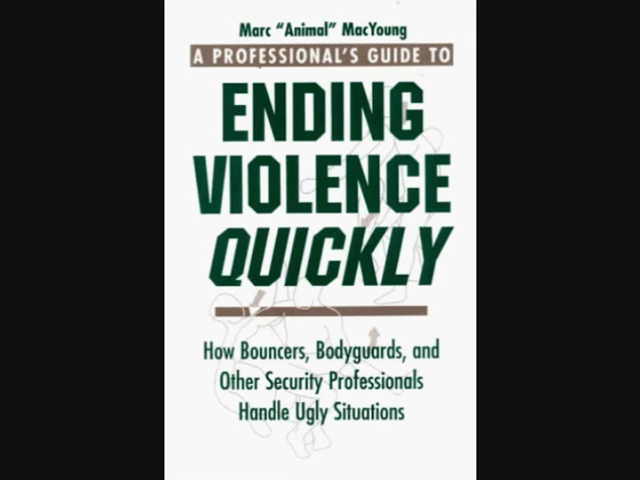 Marc “Animal” MacYoung
A PROFESSIONAL'S GUIDE TO
ENDING
VIOLENCE
QUICKLY
How Bouncers, Bodyguards, and
Other Security Professionals
Handle Ugly Situations